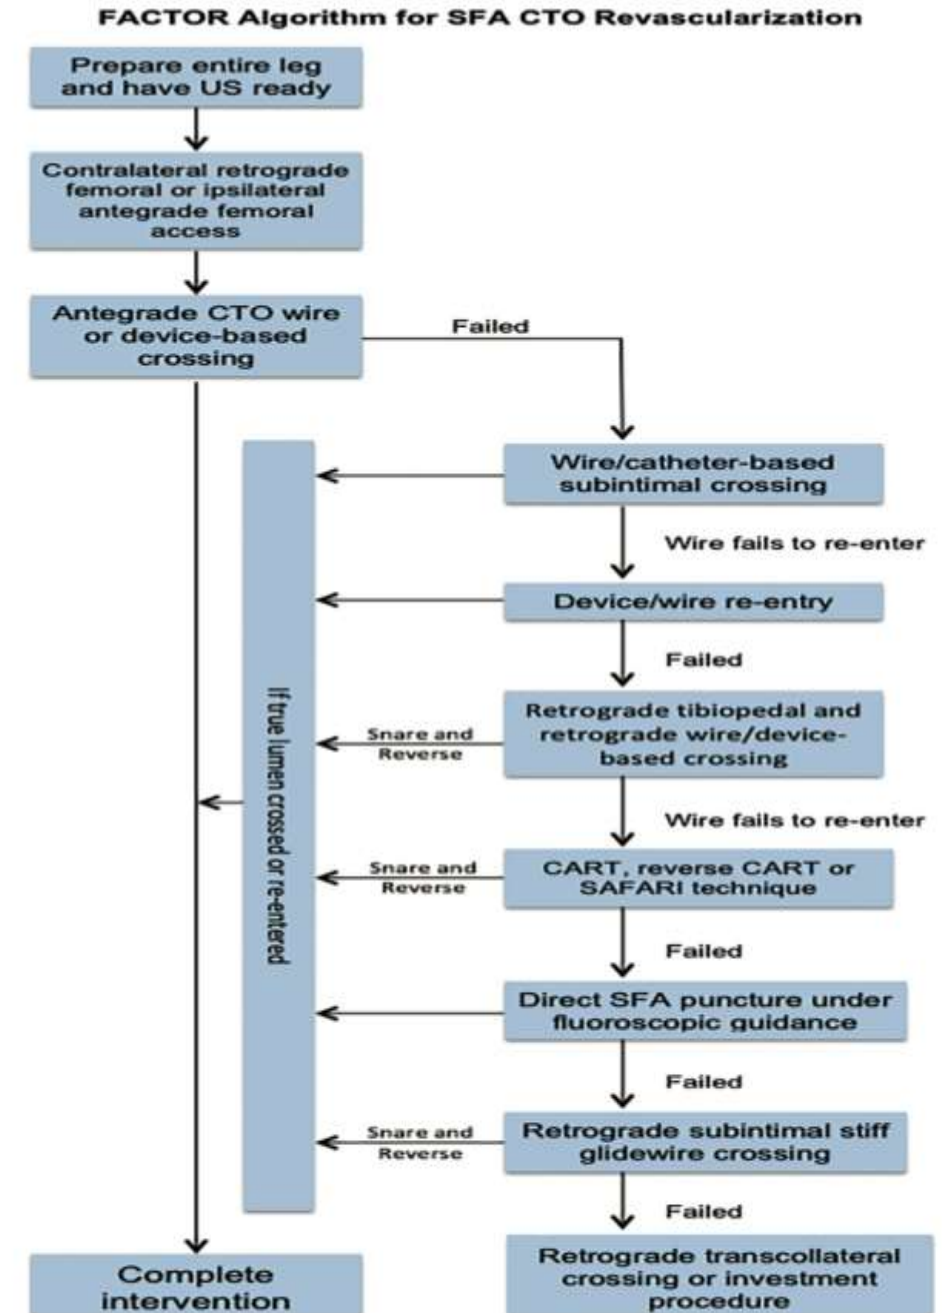 FACTOR Algorithm for SFA CTO Revascularization
Prepare entire leg
and have US ready
Contralateral retrograde
femoral or ipsilateral
antegrade femoral
access
Antegrade CTO wire
or device-based
crossing
Failed
Wire/catheter-based
subintimal crossing
Wire fails to re-enter
Device/wire re-entry
Failed
Retrograde tibiopedal and
retrograde wire/device-
based crossing
Snare and
Reverse
Wire fails to re-enter
CART, reverse CART or
SAFARI technique
Snare and
Reverse
Failed
Direct SFA puncture under
fluoroscopic guidance
Failed
Retrograde subintimal stiff
glidewire crossing
Snare and
Reverse
Failed
Retrograde transcollateral
crossing or investment
procedure
If true lumen crossed or re-entered
Complete
intervention